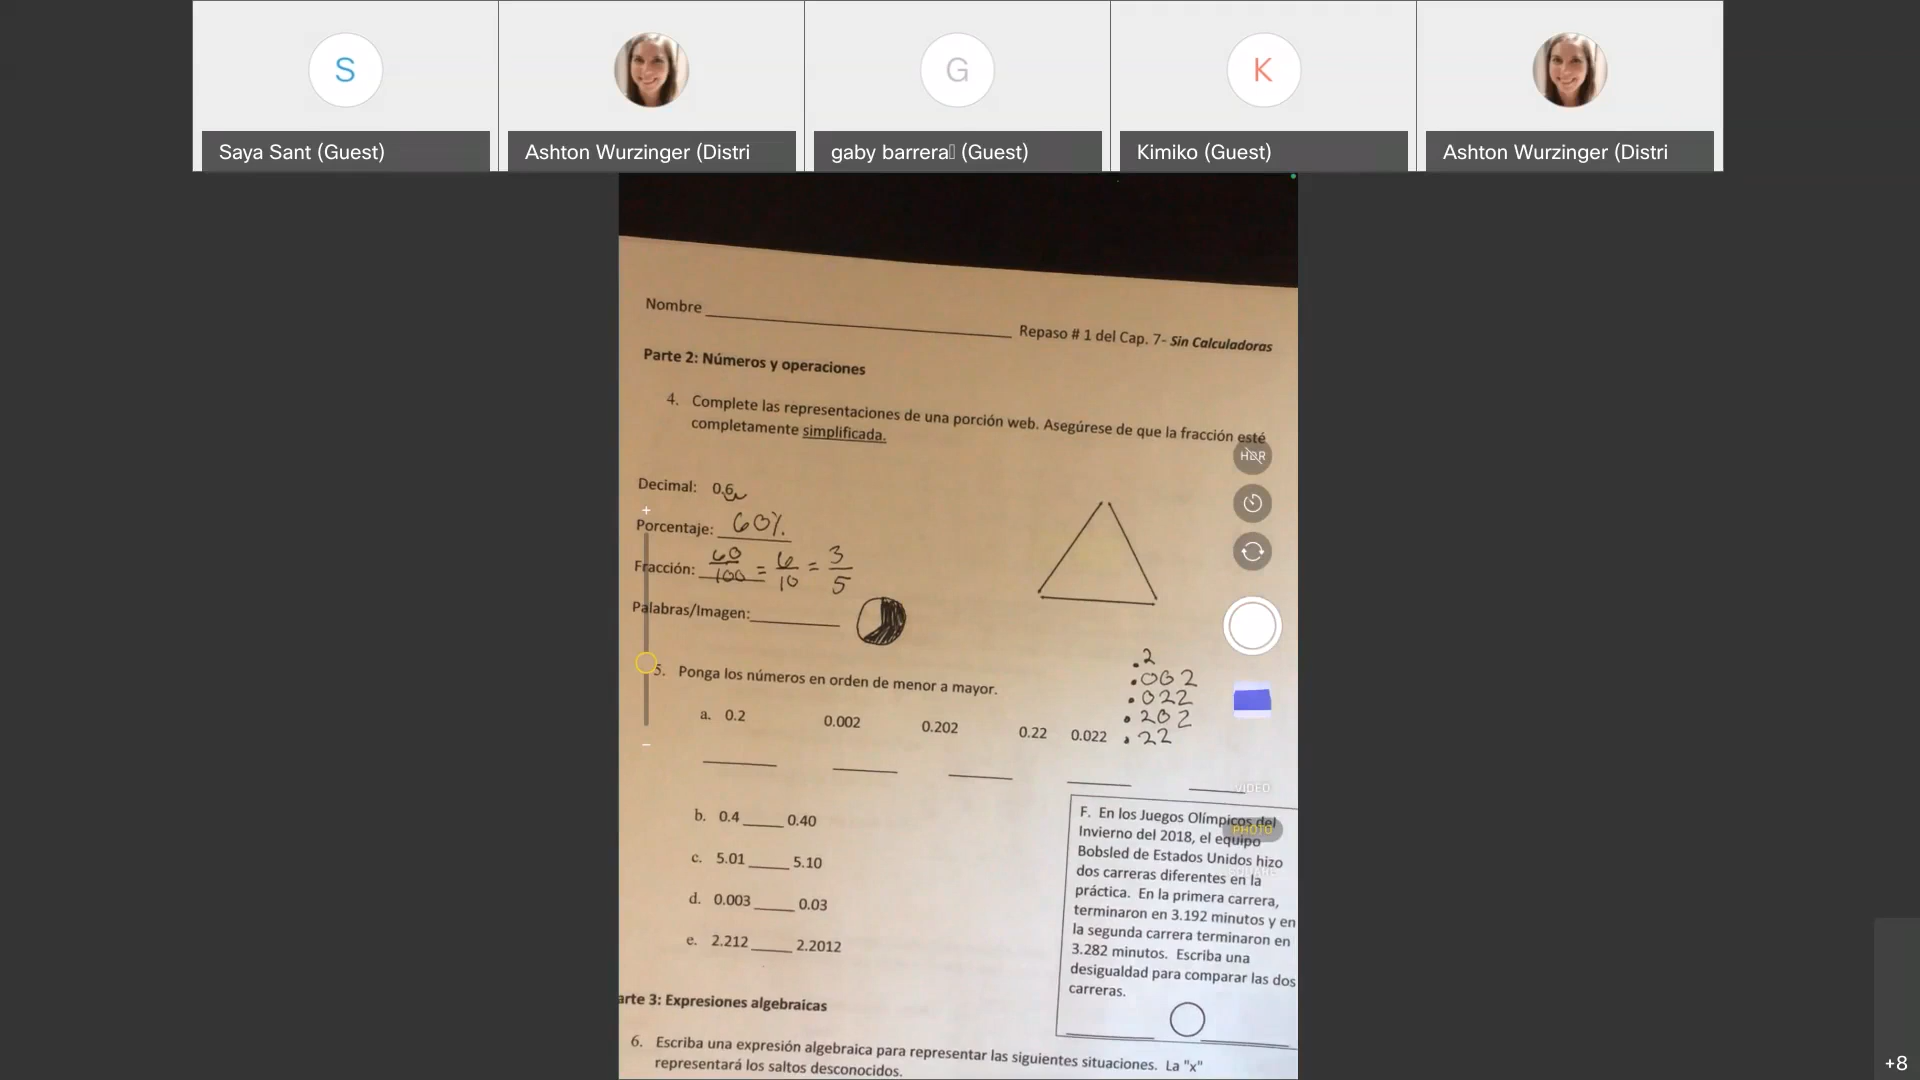 S
G
K
Saya Sant (Guest)
Ashton Wurzinger (Distri
gaby barrera (Guest)
Kimiko (Guest)
Ashton Wurzinger (Distri
Nombre
Repaso # 1 del Cap. 7- Sin Calculadoras
Parte 2: Números y operaciones
4. Complete las representaciones de una porción web. Asegúrese de que la fracción esté
completamente simplificada.
HDR
Decimal: 0.6
Porcentaje: 60%
Fracción: 60/100 = 6/10 = 3/5
Palabras/Imagen:
5. Ponga los números en orden de menor a mayor.
.2
.002
.022
.202
.22
a. 0.2 0.002 0.202 0.22 0.022
VIDEO
b. 0.4 0.40
c. 5.01 5.10
d. 0.003 0.03
e. 2.212 2.2012
F. En los Juegos Olímpicos del
PHOTO
Invierno del 2018, el equipo
Bobsled de Estados Unidos hizo
dos carreras diferentes en la
SQUARE
práctica. En la primera carrera,
terminaron en 3.192 minutos y en
la segunda carrera terminaron en
3.282 minutos. Escriba una
desigualdad para comparar las dos
carreras.
arte 3: Expresiones algebraicas
6. Escriba una expresión algebraica para representar las siguientes situaciones. La "x"
representará los saltos desconocidos.
+8